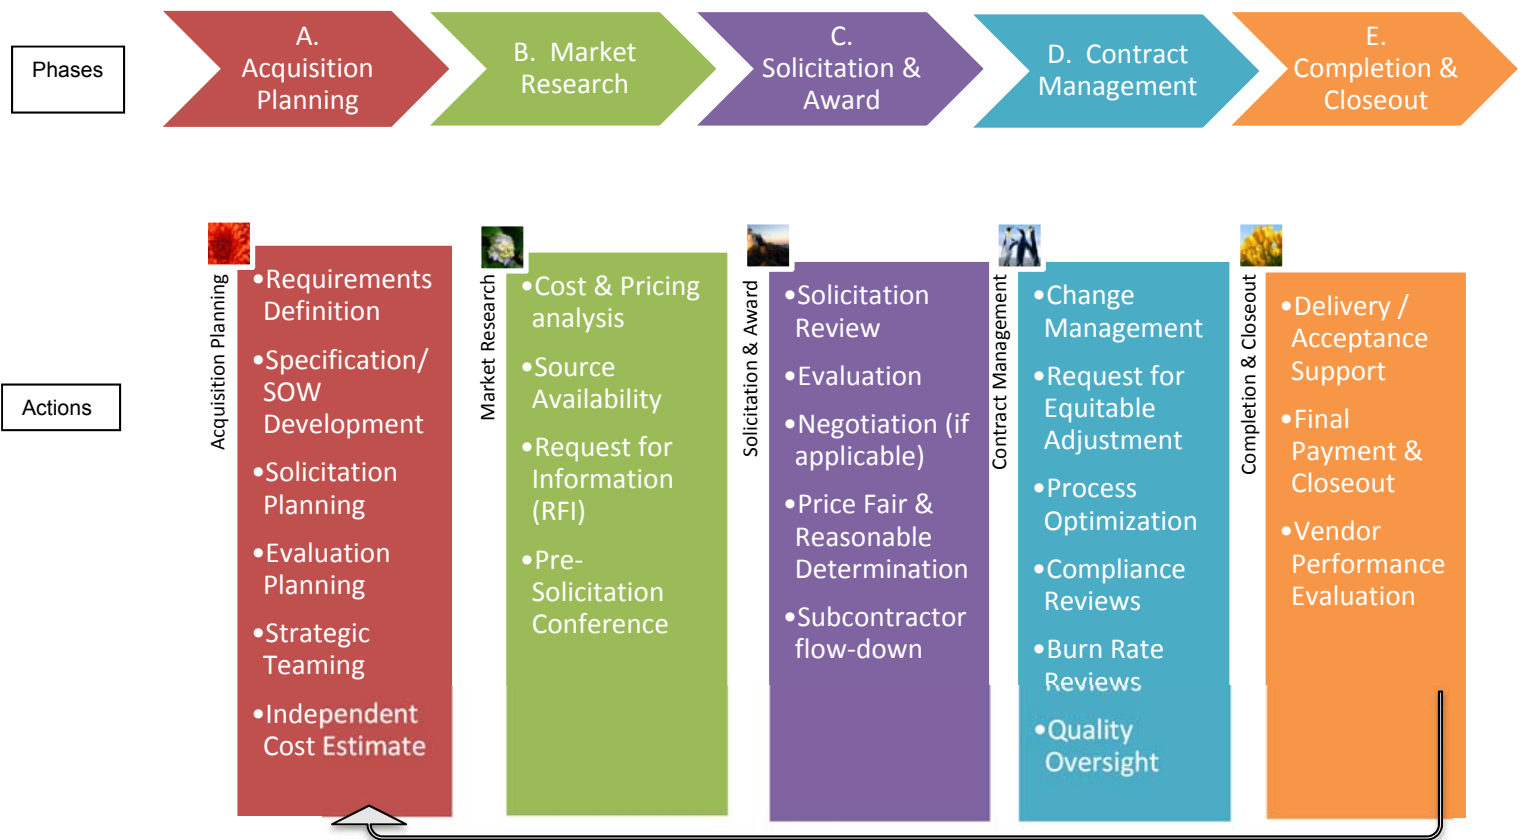 Phases
A.
Acquisition
Planning
B.  Market
Research
C.
Solicitation &
Award
D.  Contract
Management
E.
Completion &
Closeout
Actions
Acquisition Planning
•Requirements
Definition
•Specification/
SOW
Development
•Solicitation
Planning
•Evaluation
Planning
•Strategic
Teaming
•Independent
Cost Estimate
Market Research
•Cost & Pricing
analysis
•Source
Availability
•Request for
Information
(RFI)
•Pre-
Solicitation
Conference
Solicitation & Award
•Solicitation
Review
•Evaluation
•Negotiation (if
applicable)
•Price Fair &
Reasonable
Determination
•Subcontractor
flow-down
Contract Management
•Change
Management
•Request for
Equitable
Adjustment
•Process
Optimization
•Compliance
Reviews
•Burn Rate
Reviews
•Quality
Oversight
Completion & Closeout
•Delivery /
Acceptance
Support
•Final
Payment &
Closeout
•Vendor
Performance
Evaluation